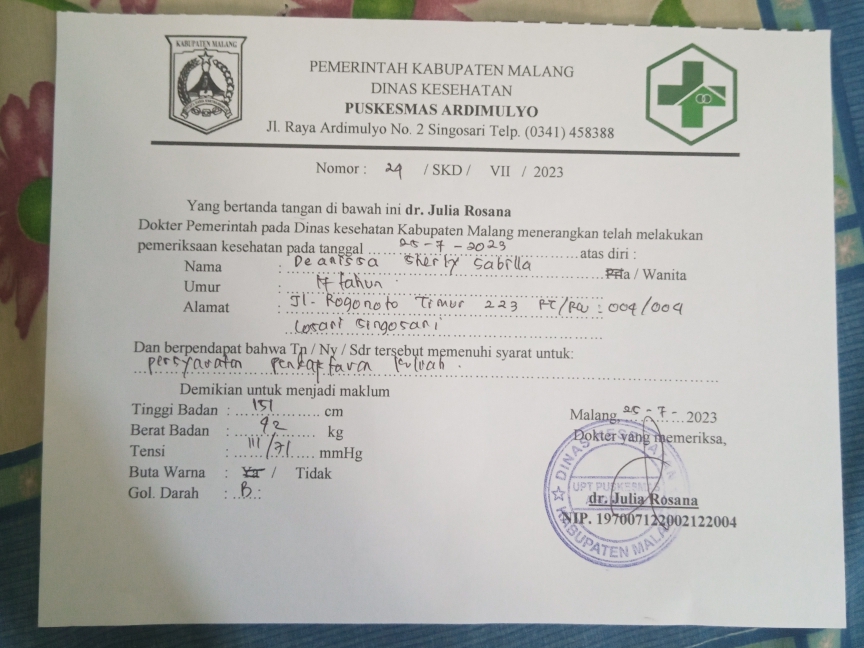 KABUPATEN MALANG
PEMERINTAH KABUPATEN MALANG
DINAS KESEHATAN
PUSKESMAS ARDIMULYO
Jl. Raya Ardimulyo No. 2 Singosari Telp. (0341) 458388
Nomor : 29 / SKD / VII / 2023
Yang bertanda tangan di bawah ini dr. Julia Rosana
Dokter Pemerintah pada Dinas kesehatan Kabupaten Malang menerangkan telah melakukan
pemeriksaan kesehatan pada tanggal 25-7-2023 atas diri :
Nama : Deanissa Sherly Sabilla Pria / Wanita
Umur : 17 tahun
Alamat : Jl. Rogonoto Timur 223 RT/RW : 004/004
Losari Singosari
Dan berpendapat bahwa Tn / Ny / Sdr tersebut memenuhi syarat untuk:
persyaratan pendaftaran kuliah.
Demikian untuk menjadi maklum
Tinggi Badan : 151 cm
Berat Badan : 42 kg
Tensi : 111/71 mmHg
Buta Warna : Ya / Tidak
Gol. Darah : B
Malang, 25-7-2023
Dokter yang memeriksa,
DINAS KESEHATAN
UPT PUSKESMAS
KABUPATEN MALANG
dr. Julia Rosana
NIP. 197007122002122004